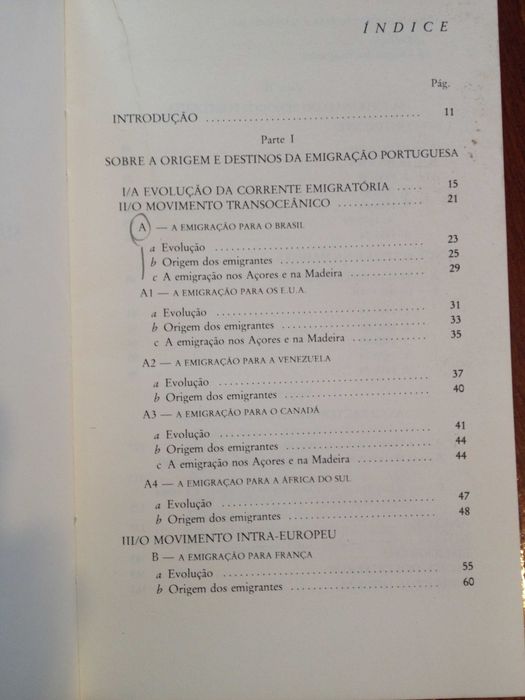 ÍNDICE
Pág.
INTRODUÇÃO ........................................ 11
Parte I
SOBRE A ORIGEM E DESTINOS DA EMIGRAÇÃO PORTUGUESA
I/A EVOLUÇÃO DA CORRENTE EMIGRATÓRIA ..... 15
II/O MOVIMENTO TRANSOCEÂNICO ............... 21
A — A EMIGRAÇÃO PARA O BRASIL
a Evolução ........................................ 23
b Origem dos emigrantes ........................... 25
c A emigração nos Açores e na Madeira ............. 29
A1 — A EMIGRAÇÃO PARA OS E.U.A.
a Evolução ........................................ 31
b Origem dos emigrantes ........................... 33
c A emigração nos Açores e na Madeira ............. 35
A2 — A EMIGRAÇÃO PARA A VENEZUELA
a Evolução ........................................ 37
b Origem dos emigrantes ........................... 40
A3 — A EMIGRAÇÃO PARA O CANADÁ
a Evolução ........................................ 41
b Origem dos emigrantes ........................... 44
c A emigração nos Açores e na Madeira ............. 44
A4 — A EMIGRAÇAO PARA A ÁFRICA DO SUL
a Evolução ........................................ 47
b Origem dos emigrantes ........................... 48
III/O MOVIMENTO INTRA-EUROPEU
B — A EMIGRAÇÃO PARA FRANÇA
a Evolução ........................................ 55
b Origem dos emigrantes ........................... 60